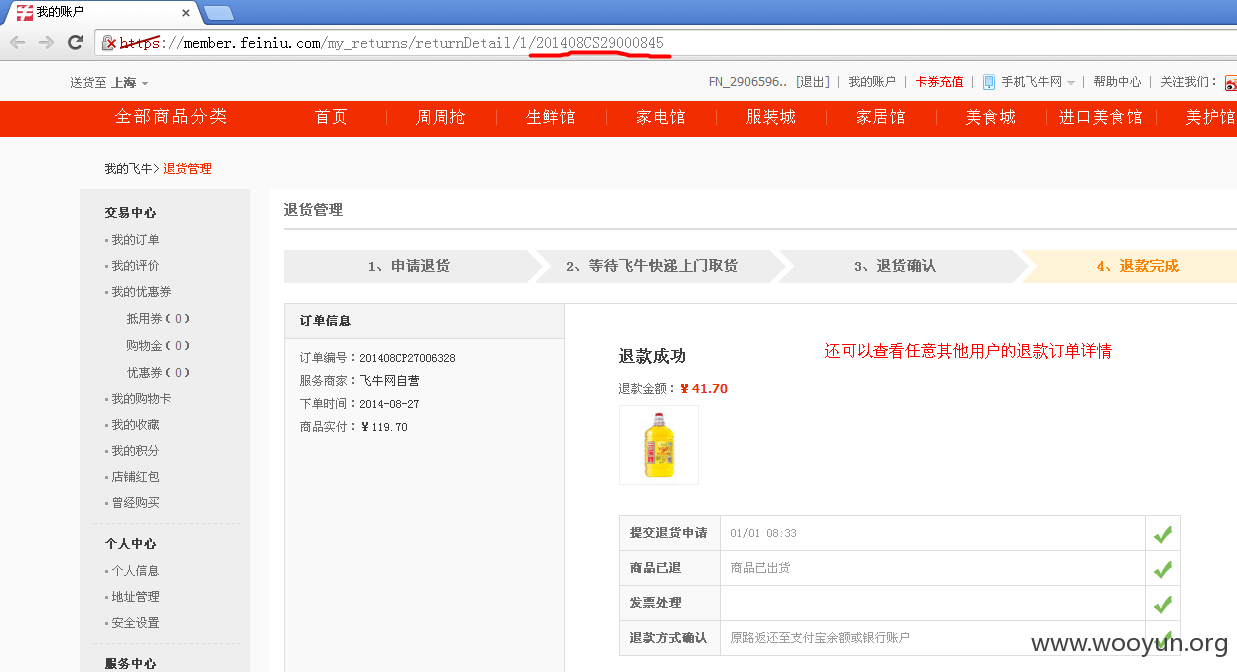 我的账户
https://member.feiniu.com/my_returns/returnDetail/1/201408CS29000845
送货至 上海
FN_2906596.. [退出] | 我的账户 | 卡券充值 | 手机飞牛网 | 帮助中心 | 关注我们：
全部商品分类 首页 周周抢 生鲜馆 家电馆 服装城 家居馆 美食城 进口美食馆 美护馆
我的飞牛> 退货管理
交易中心
我的订单
我的评价
我的优惠券
抵用券 ( 0 )
购物金 ( 0 )
优惠券 ( 0 )
我的购物卡
我的收藏
我的积分
店铺红包
曾经购买
个人中心
个人信息
地址管理
安全设置
服务中心
退货管理
1、申请退货 2、等待飞牛快递上门取货 3、退货确认 4、退款完成
订单信息
订单编号：201408CP27006328
服务商家：飞牛网自营
下单时间：2014-08-27
商品实付：¥ 119.70
退款成功
还可以查看任意其他用户的退款订单详情
退款金额：¥ 41.70
提交退货申请 01/01 08:33
商品已退 商品已出货
发票处理
退款方式确认 原路返还至支付宝余额或银行账户
www.wooyun.org